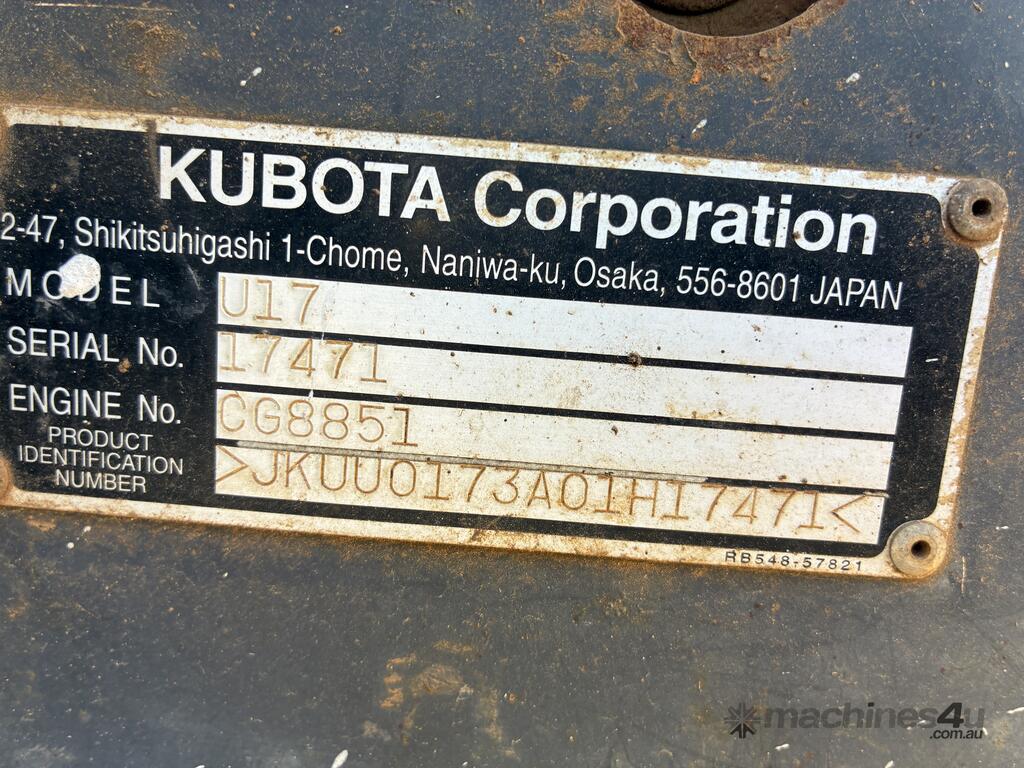 KUBOTA Corporation
2-47, Shikitsuhigashi 1-Chome, Naniwa-ku, Osaka, 556-8601 JAPAN
MODEL U17
SERIAL No. 17471
ENGINE No. CG8851
PRODUCT
IDENTIFICATION
NUMBER
>JKUU0173A01H17471<
RB548-57821
machines4u
.com.au